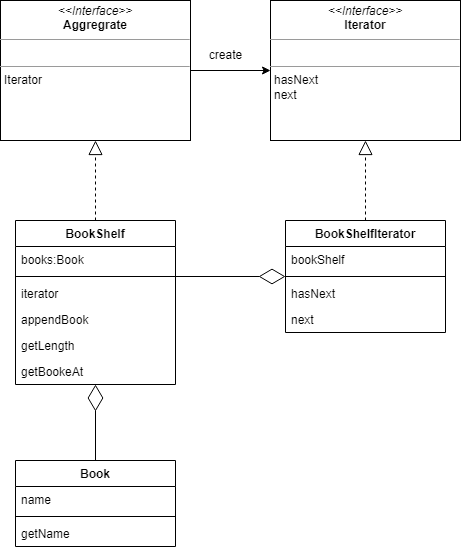 <<Interface>>
Aggregrate
Iterator
create
<<Interface>>
Iterator
hasNext
next
BookShelf
books:Book
iterator
appendBook
getLength
getBookeAt
BookShelfIterator
bookShelf
hasNext
next
Book
name
getName